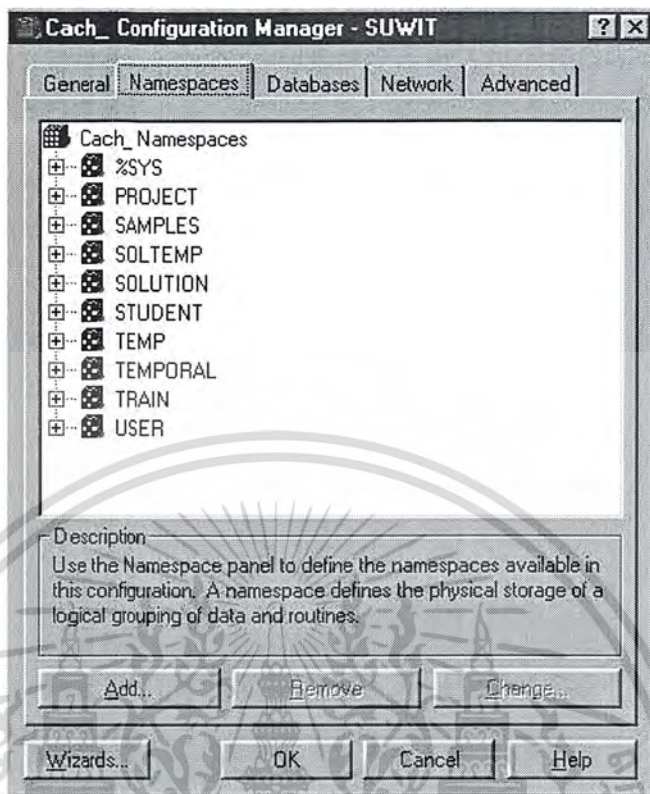 Cach_ Configuration Manager - SUWIT
General Namespaces Databases Network Advanced
Cach_ Namespaces
%SYS
PROJECT
SAMPLES
SOLTEMP
SOLUTION
STUDENT
TEMP
TEMPORAL
TRAIN
USER
Description
Use the Namespace panel to define the namespaces available in
this configuration. A namespace defines the physical storage of a
logical grouping of data and routines.
Add... Remove Change...
Wizards... OK Cancel Help